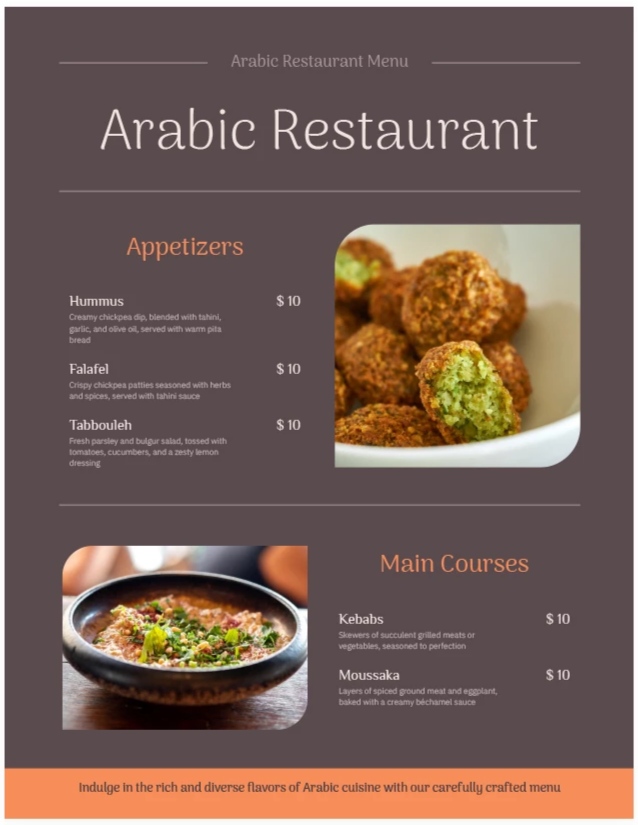 Arabic Restaurant Menu
Arabic Restaurant
Appetizers
Hummus $ 10
Creamy chickpea dip, blended with tahini,
garlic, and olive oil, served with warm pita
bread
Falafel $ 10
Crispy chickpea patties seasoned with herbs
and spices, served with tahini sauce
Tabbouleh $ 10
Fresh parsley and bulgur salad, tossed with
tomatoes, cucumbers, and a zesty lemon
dressing
Main Courses
Kebabs $ 10
Skewers of succulent grilled meats or
vegetables, seasoned to perfection
Moussaka $ 10
Layers of spiced ground meat and eggplant,
baked with a creamy béchamel sauce
Indulge in the rich and diverse flavors of Arabic cuisine with our carefully crafted menu